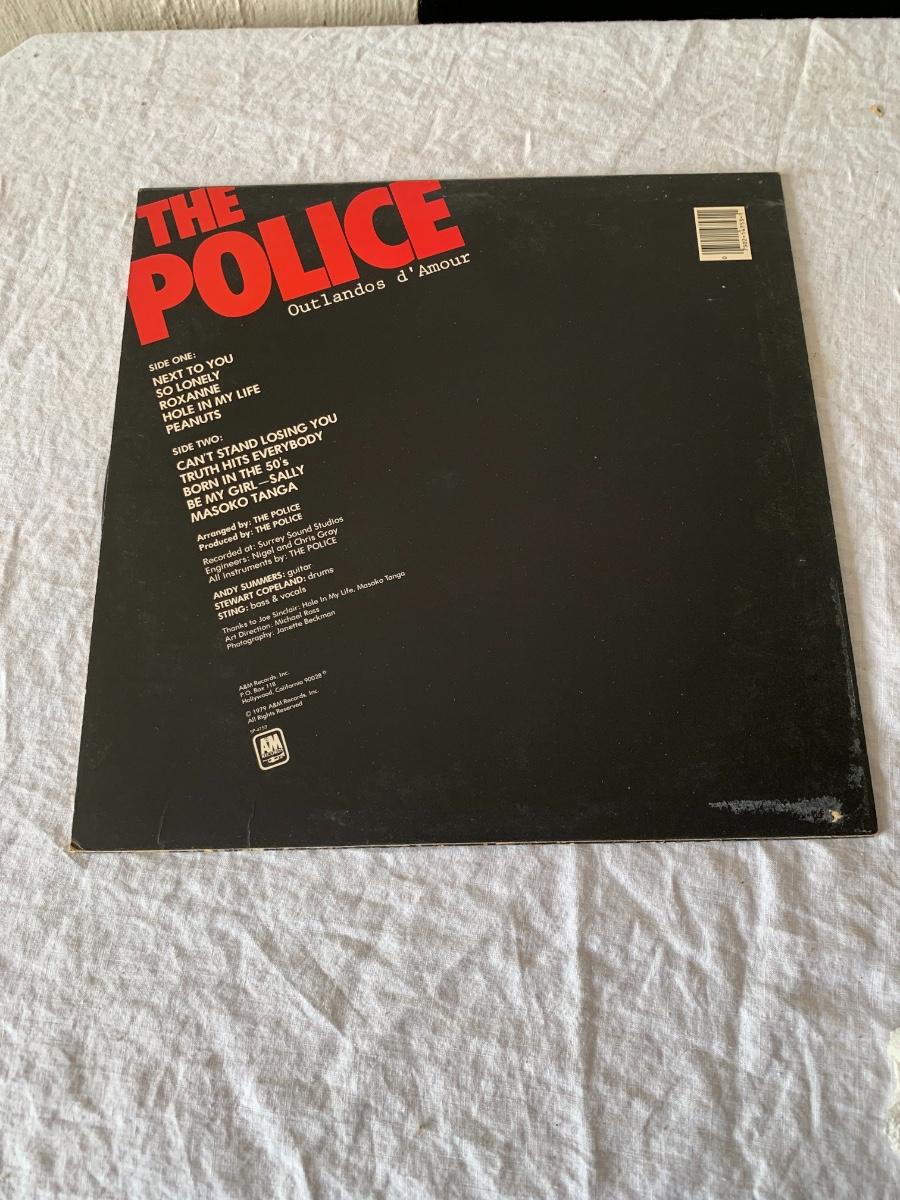 THE
POLICE
Outlandos d'Amour
SIDE ONE:
NEXT TO YOU
SO LONELY
ROXANNE
HOLE IN MY LIFE
PEANUTS
SIDE TWO:
CAN'T STAND LOSING YOU
TRUTH HITS EVERYBODY
BORN IN THE 50's
BE MY GIRL—SALLY
MASOKO TANGA
Arranged by: THE POLICE
Produced by: THE POLICE
Recorded at: Surrey Sound Studios
Engineers: Nigel and Chris Gray
All Instruments by: THE POLICE
ANDY SUMMERS: guitar
STEWART COPELAND: drums
STING: bass & vocals
Thanks to Joe Sinclair: Hole In My Life, Masoko Tanga
Art Direction: Michael Ross
Photography: Janette Beckman
A&M Records, Inc.
P.O. Box 118
Hollywood, California 90028
© 1979 A&M Records, Inc.
All Rights Reserved
SP-4753
A&M
RECORDS